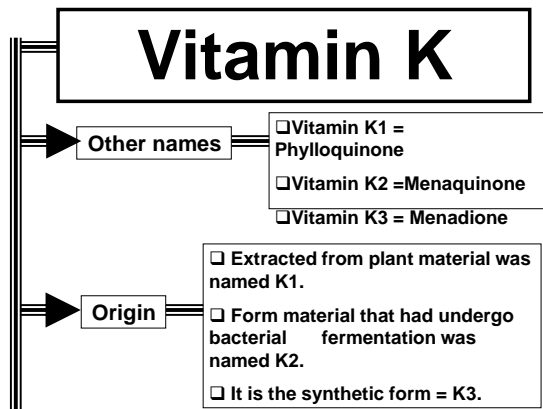 Vitamin K
Other names
❑Vitamin K1 =
Phylloquinone
❑Vitamin K2 =Menaquinone
❑Vitamin K3 = Menadione
Origin
❑ Extracted from plant material was
named K1.
❑ Form material that had undergo
bacterial fermentation was
named K2.
❑ It is the synthetic form = K3.